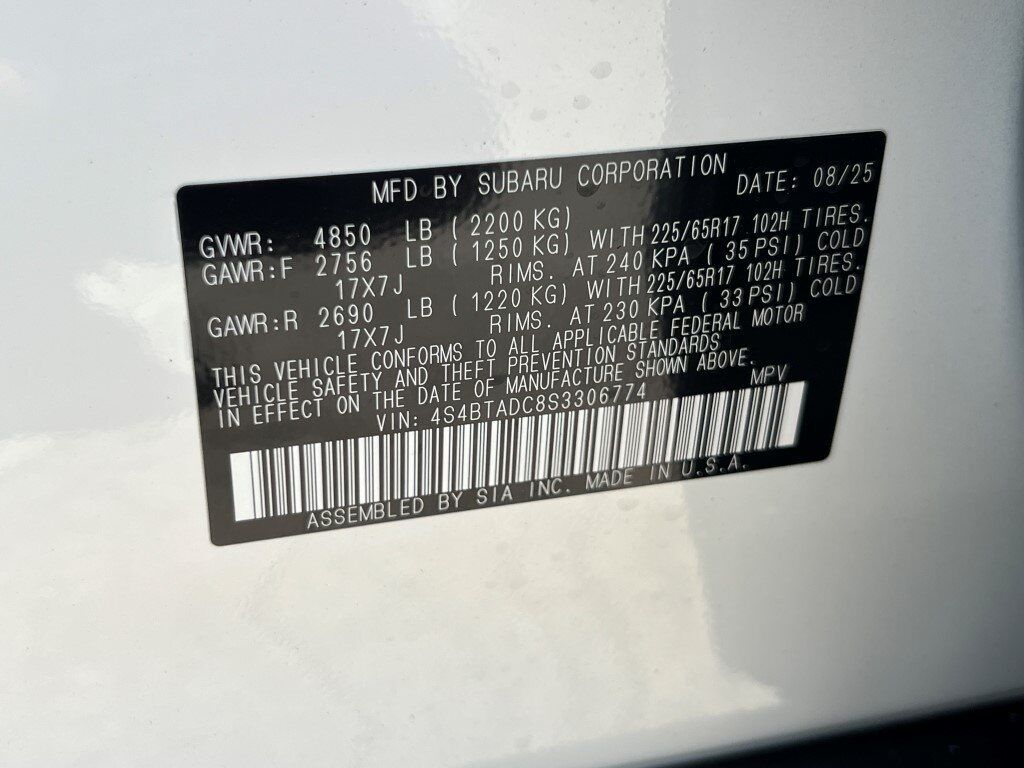 MFD BY SUBARU CORPORATION DATE: 08/25
GVWR: 4850 LB (2200 KG)
GAWR:F 2756 LB (1250 KG) WITH 225/65R17 102H TIRES.
17X7J RIMS. AT 240 KPA (35 PSI) COLD
GAWR:R 2690 LB (1220 KG) WITH 225/65R17 102H TIRES.
17X7J RIMS. AT 230 KPA (33 PSI) COLD
THIS VEHICLE CONFORMS TO ALL APPLICABLE FEDERAL MOTOR
VEHICLE SAFETY AND THEFT PREVENTION STANDARDS
IN EFFECT ON THE DATE OF MANUFACTURE SHOWN ABOVE.
VIN: 4S4BTADC8S3306774 MPV
ASSEMBLED BY SIA INC. MADE IN U.S.A.